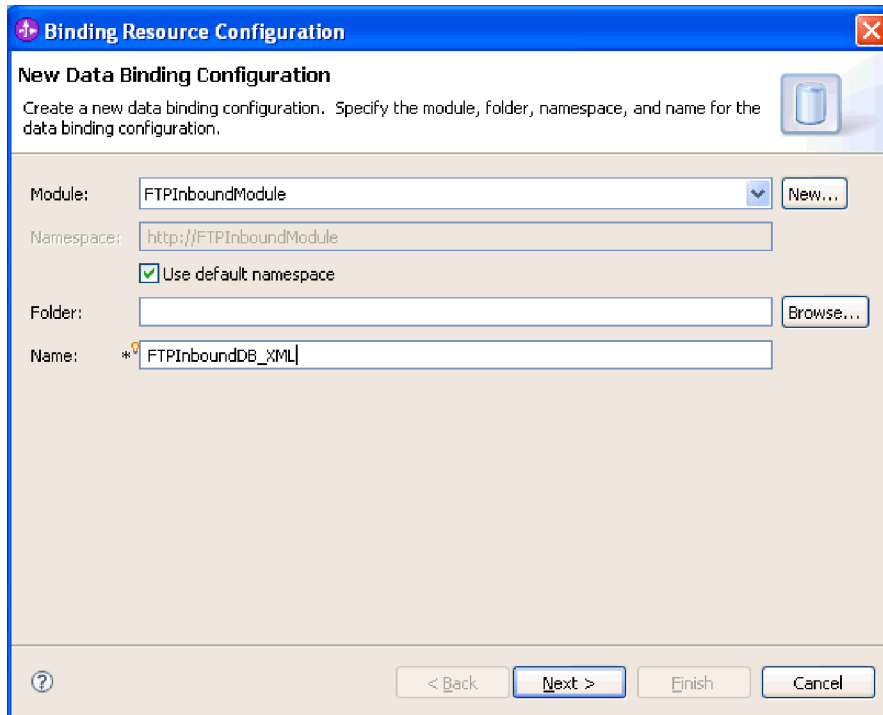 Binding Resource Configuration
New Data Binding Configuration
Create a new data binding configuration. Specify the module, folder, namespace, and name for the
data binding configuration.
Module: FTPInboundModule New...
Namespace: http://FTPInboundModule
Use default namespace
Folder: Browse...
Name: * FTPInboundDB_XML
? < Back Next > Finish Cancel